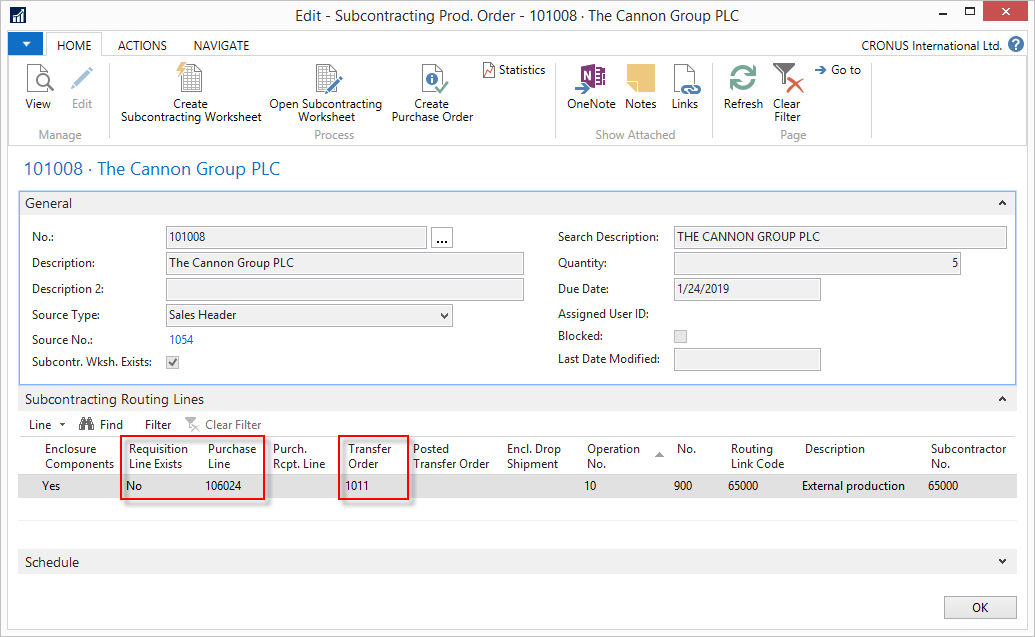 Edit - Subcontracting Prod. Order - 101008 · The Cannon Group PLC
HOME ACTIONS NAVIGATE CRONUS International Ltd. ?
View
Edit
Manage
Create
Subcontracting Worksheet
Open Subcontracting
Worksheet
Create
Purchase Order
Statistics
Process
OneNote
Notes
Links
Show Attached
Refresh
Clear
Filter
Go to
Page
101008 · The Cannon Group PLC
General
No.: 101008 ...
Description: The Cannon Group PLC
Description 2:
Source Type: Sales Header
Source No.: 1054
Subcontr. Wksh. Exists:
Search Description: THE CANNON GROUP PLC
Quantity: 5
Due Date: 1/24/2019
Assigned User ID:
Blocked:
Last Date Modified:
Subcontracting Routing Lines
Line Find Filter Clear Filter
Enclosure Requisition Purchase Purch. Transfer Posted Encl. Drop Operation No. Routing Description Subcontractor
Components Line Exists Line Rcpt. Line Order Transfer Order Shipment No. Link Code No.
Yes No 106024 1011 10 900 65000 External production 65000
Schedule
OK